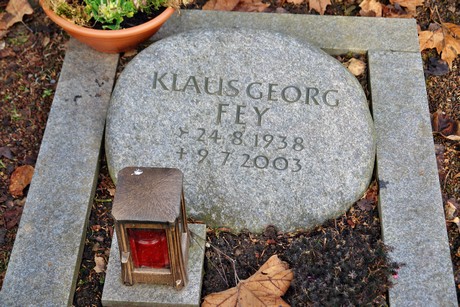 KLAUS GEORG
FEY
* 24.8.1938
+ 9.7.2003